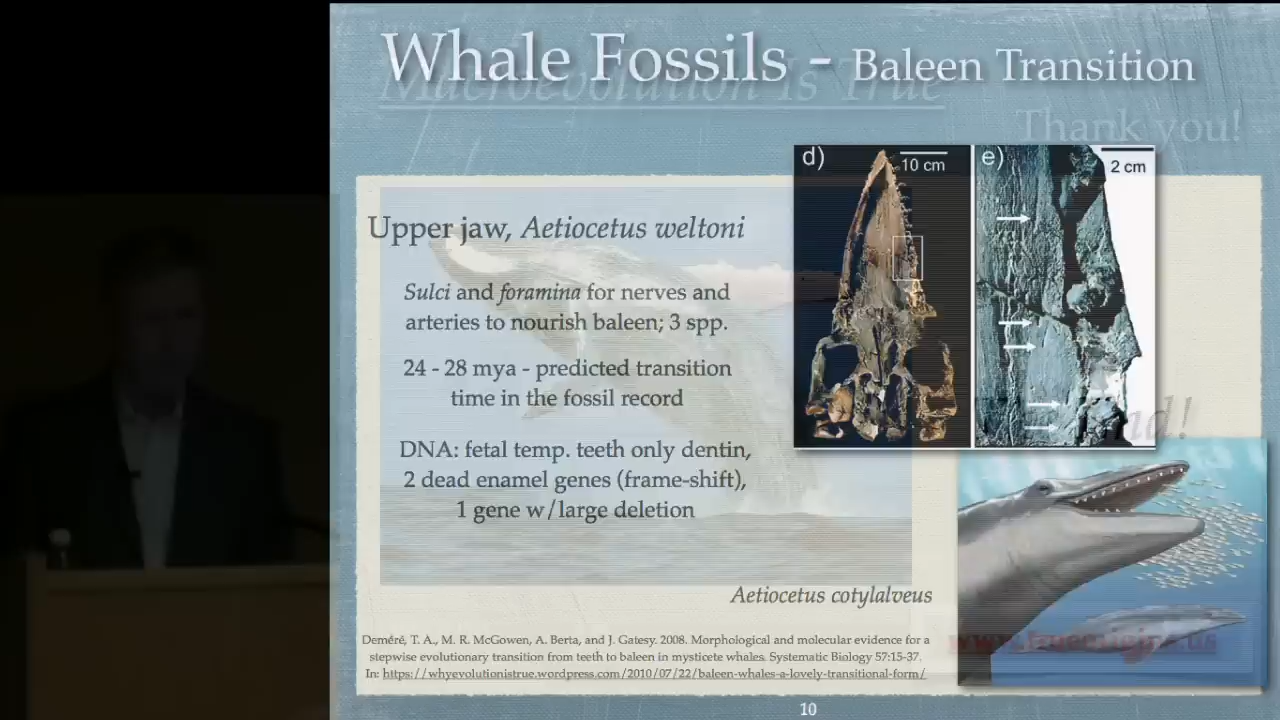 Whale Fossils - Baleen Transition
Macroevolution Is True
Thank you!
d)
10 cm
e)
2 cm
Upper jaw, Aetiocetus weltoni
Sulci and foramina for nerves and
arteries to nourish baleen; 3 spp.
24 - 28 mya - predicted transition
time in the fossil record
DNA: fetal temp. teeth only dentin,
2 dead enamel genes (frame-shift),
1 gene w/large deletion
Aetiocetus cotylalveus
Deméré, T. A., M. R. McGowen, A. Berta, and J. Gatesy. 2008. Morphological and molecular evidence for a
stepwise evolutionary transition from teeth to baleen in mysticete whales. Systematic Biology 57:15-37.
In: https://whyevolutionistrue.wordpress.com/2010/07/22/baleen-whales-a-lovely-transitional-form/
10